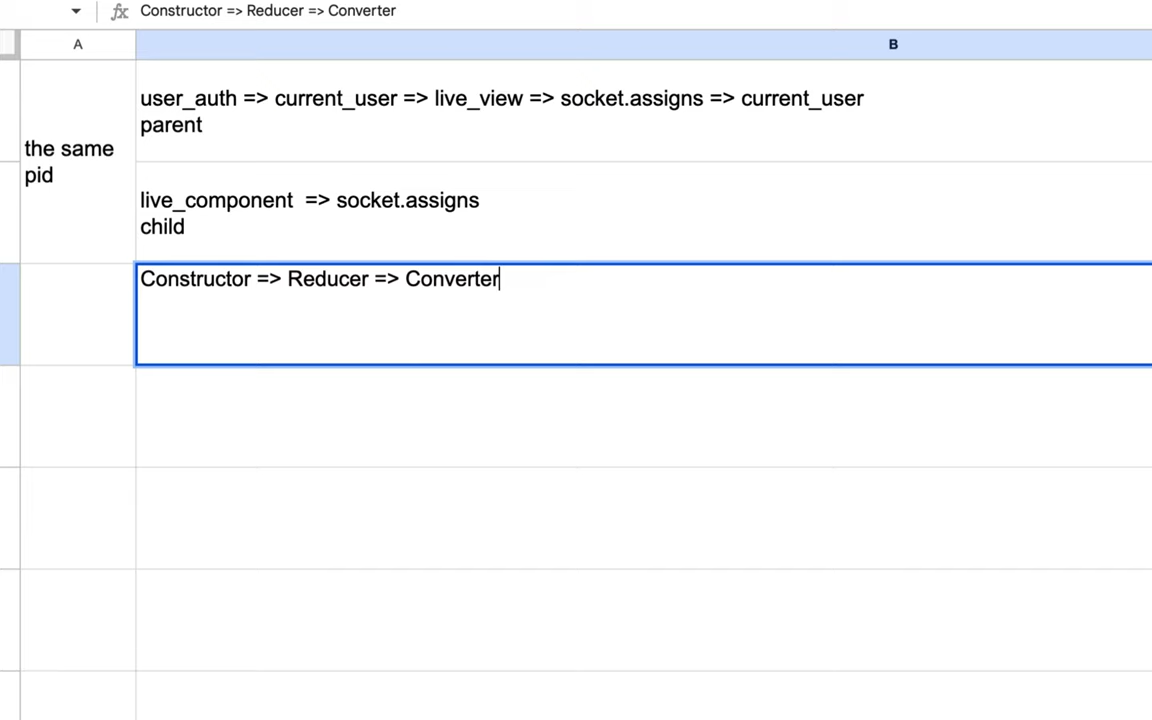 fx Constructor => Reducer => Converter
A B
user_auth => current_user => live_view => socket.assigns => current_user
parent
the same
pid
live_component  => socket.assigns
child
Constructor => Reducer => Converter